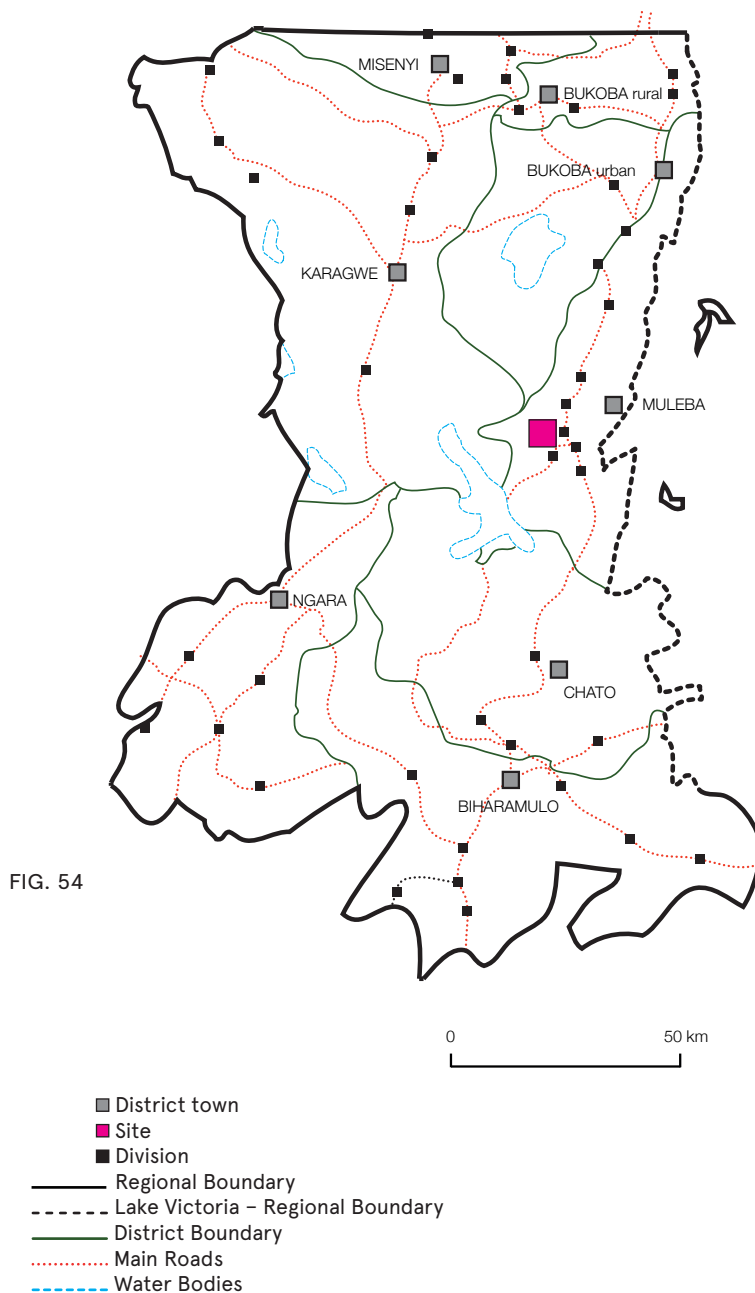 MISENYI
BUKOBA rural
BUKOBA urban
KARAGWE
MULEBA
NGARA
CHATO
BIHARAMULO
FIG. 54
0 50 km
District town
Site
Division
Regional Boundary
Lake Victoria – Regional Boundary
District Boundary
Main Roads
Water Bodies